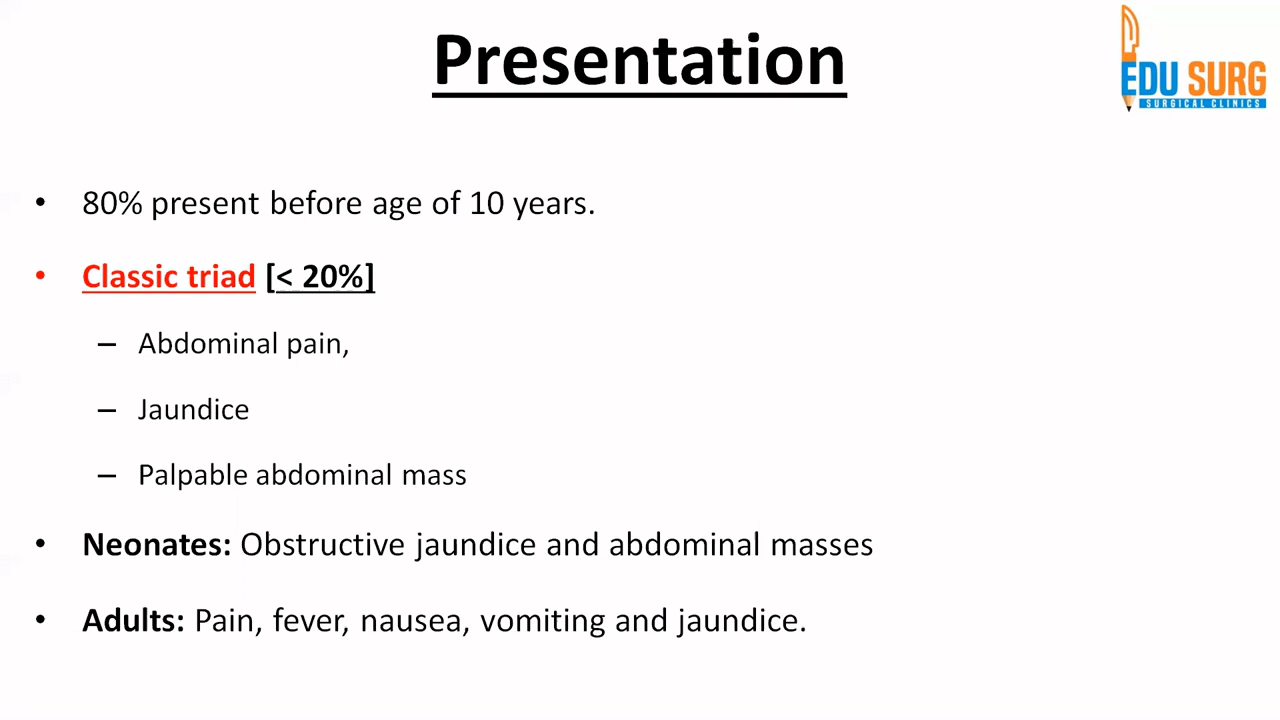 Presentation
EDU SURG
SURGICAL CLINICS
• 80% present before age of 10 years.
• Classic triad [< 20%]
– Abdominal pain,
– Jaundice
– Palpable abdominal mass
• Neonates: Obstructive jaundice and abdominal masses
• Adults: Pain, fever, nausea, vomiting and jaundice.